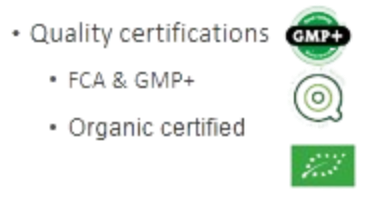 • Quality certifications
GMP+
• FCA & GMP+
• Organic certified